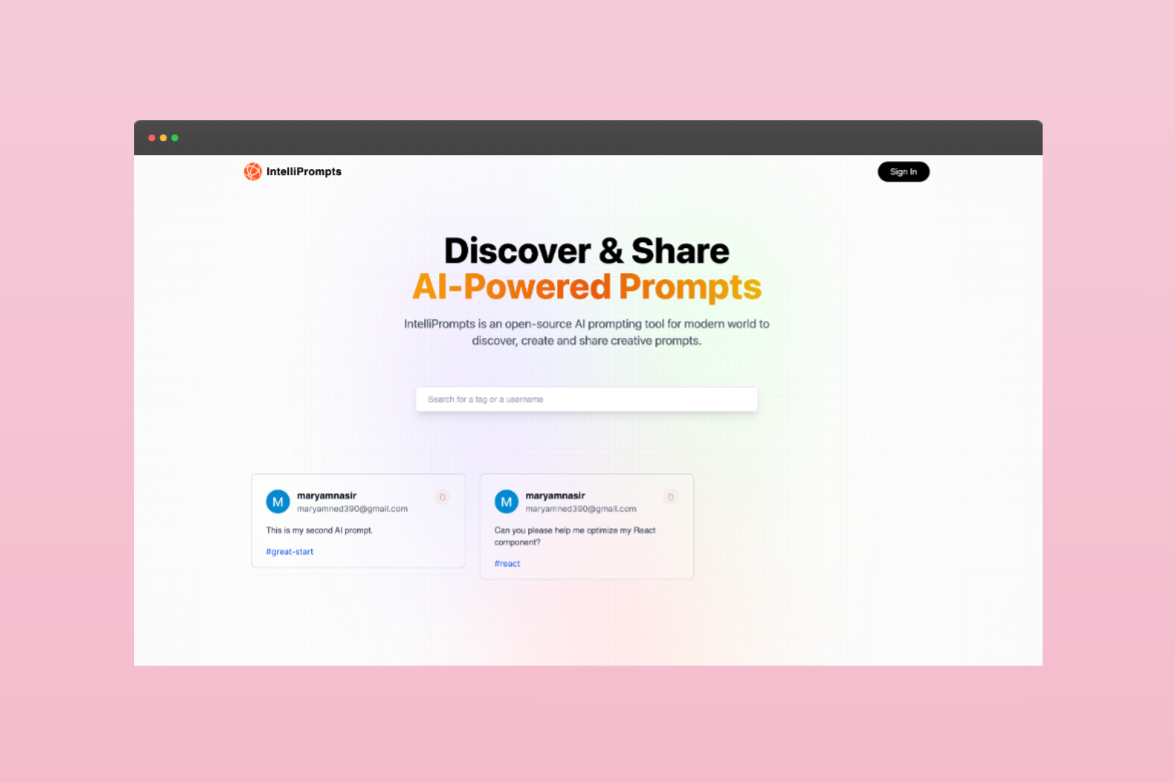 IntelliPrompts
Sign In
Discover & Share
AI-Powered Prompts
IntelliPrompts is an open-source AI prompting tool for modern world to
discover, create and share creative prompts.
Search for a tag or a username
M
maryamnasir
maryamned390@gmail.com
This is my second AI prompt.
#great-start
M
maryamnasir
maryamned390@gmail.com
Can you please help me optimize my React
component?
#react